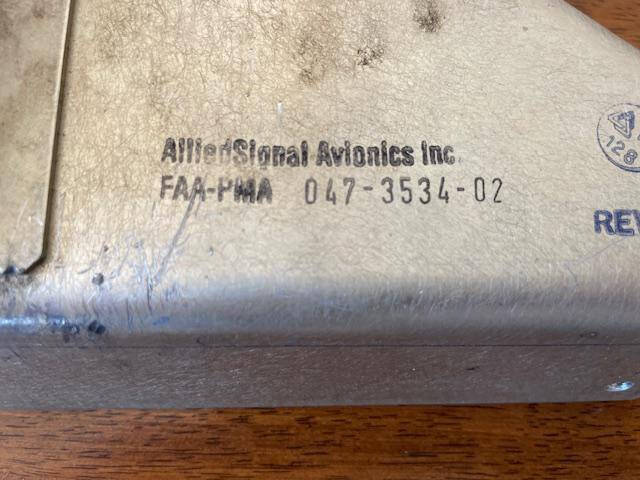 AlliedSignal Avionics Inc.
FAA-PMA 047-3534-02
128
REV